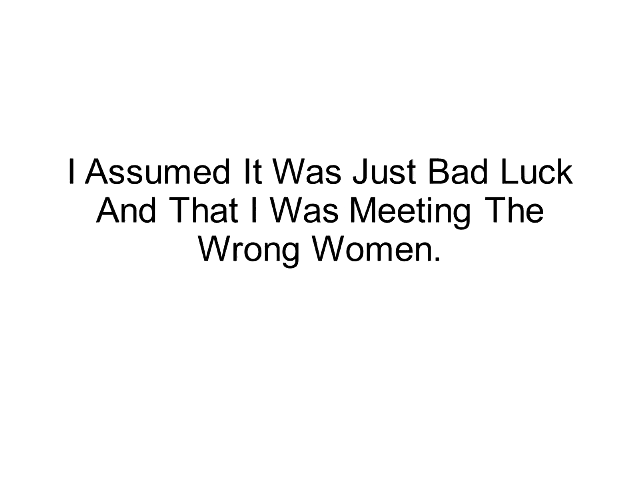 I Assumed It Was Just Bad Luck
And That I Was Meeting The
Wrong Women.